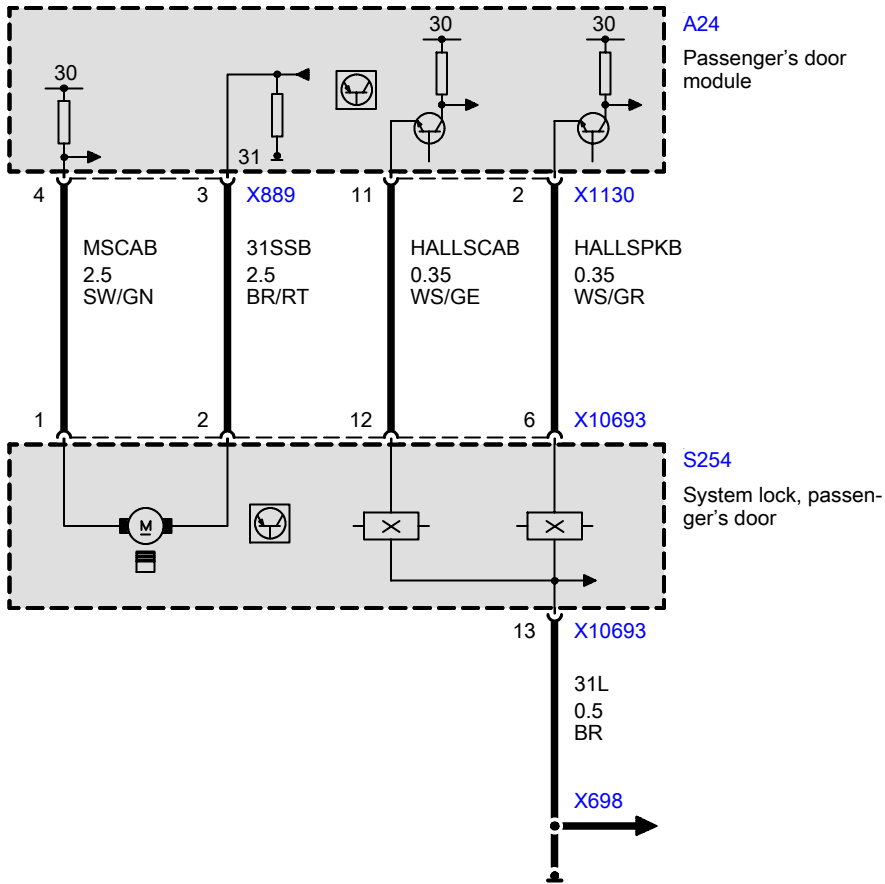 A24
Passenger's door
module
30
30
30
31
4
3
X889
11
2
X1130
MSCAB
2.5
SW/GN
31SSB
2.5
BR/RT
HALLSCAB
0.35
WS/GE
HALLSPKB
0.35
WS/GR
1
2
12
6
X10693
S254
System lock, passen-
ger's door
M
13
X10693
31L
0.5
BR
X698